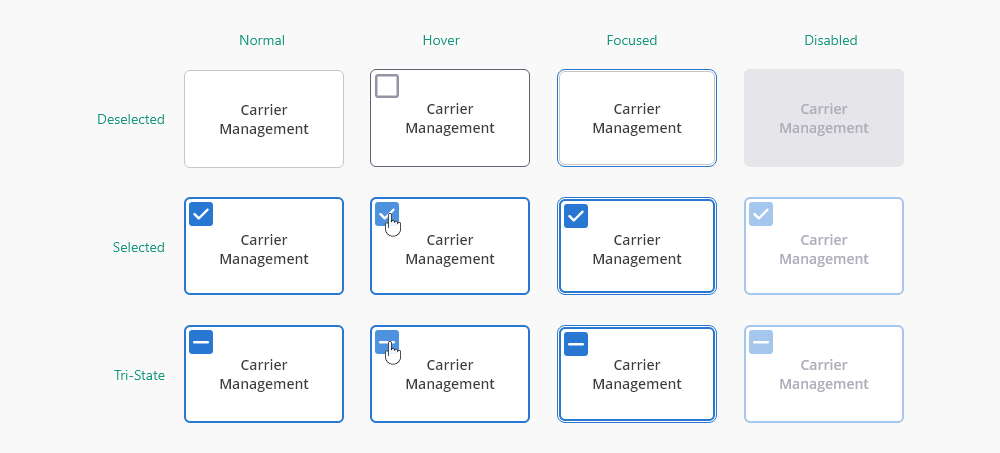 Normal Hover Focused Disabled
Deselected
Carrier Carrier Carrier Carrier
Management Management Management Management
Selected
Carrier Carrier Carrier Carrier
Management Management Management Management
Tri-State
Carrier Carrier Carrier Carrier
Management Management Management Management